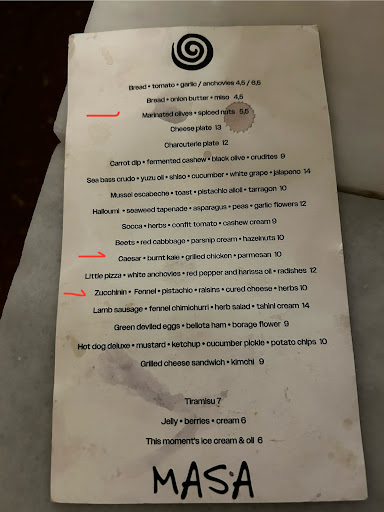 Bread • tomato • garlic / anchovies 4,5 / 6,5
Bread • onion butter • miso 4,5
Marinated olives • spiced nuts 5,5
Cheese plate 13
Charcuterie plate 12
Carrot dip • fermented cashew • black olive • crudites 9
Sea bass crudo • yuzu oil • shiso • cucumber • white grape • jalapeno 14
Mussel escabeche • toast • pistachio aioli • tarragon 10
Halloumi • seaweed tapenade • asparagus • peas • garlic flowers 12
Socca • herbs • confit tomato • cashew cream 9
Beets • red cabbbage • parsnip cream • hazelnuts 10
Caesar • burnt kale • grilled chicken • parmesan 10
Little pizza • white anchovies • red pepper and harissa oil • radishes 12
Zucchinin • Fennel • pistachio • raisins • cured cheese • herbs 10
Lamb sausage • fennel chimichurri • herb salad • tahini cream 14
Green deviled eggs • bellota ham • borage flower 9
Hot dog deluxe • mustard • ketchup • cucumber pickle • potato chips 10
Grilled cheese sandwich • kimchi 9
Tiramisu 7
Jelly • berries • cream 6
This moment's ice cream & oil 6
MASA